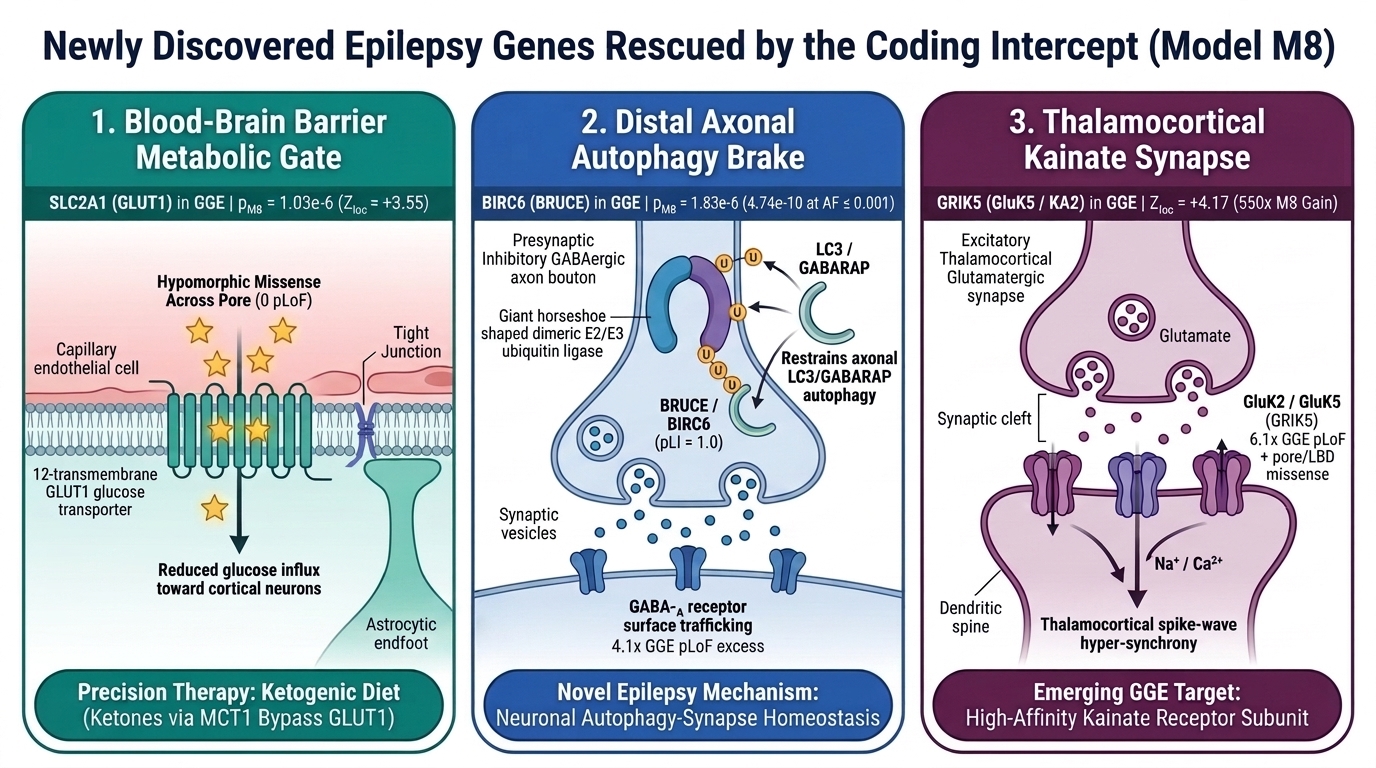 Newly Discovered Epilepsy Genes Rescued by the Coding Intercept (Model M8)
1. Blood-Brain Barrier
Metabolic Gate
SLC2A1 (GLUT1) in GGE | pM8 = 1.03e-6 (Zloc = +3.55)
Hypomorphic Missense
Across Pore (0 pLoF)
Capillary
endothelial cell
Tight
Junction
12-transmembrane
GLUT1 glucose
transporter
Reduced glucose influx
toward cortical neurons
Astrocytic
endfoot
Precision Therapy: Ketogenic Diet
(Ketones via MCT1 Bypass GLUT1)
2. Distal Axonal
Autophagy Brake
BIRC6 (BRUCE) in GGE | pM8 = 1.83e-6 (4.74e-10 at AF ≤ 0.001)
Presynaptic
Inhibitory GABAergic
axon bouton
Giant horseshoe
shaped dimeric E2/E3
ubiquitin ligase
U
U
U
U
U
U
LC3 /
GABARAP
Restrains axonal
LC3/GABARAP
autophagy
BRUCE /
BIRC6
(pLI = 1.0)
Synaptic
vesicles
GABA-A receptor
surface trafficking
4.1x GGE pLoF excess
Novel Epilepsy Mechanism:
Neuronal Autophagy-Synapse Homeostasis
3. Thalamocortical
Kainate Synapse
GRIK5 (GluK5 / KA2) in GGE | Zloc = +4.17 (550x M8 Gain)
Excitatory
Thalamocortical
Glutamatergic
synapse
Glutamate
Synaptic cleft
GluK2 / GluK5
(GRIK5)
6.1x GGE pLoF
+ pore/LBD
missense
Na⁺ / Ca²⁺
Dendritic
spine
Thalamocortical spike-wave
hyper-synchrony
Emerging GGE Target:
High-Affinity Kainate Receptor Subunit